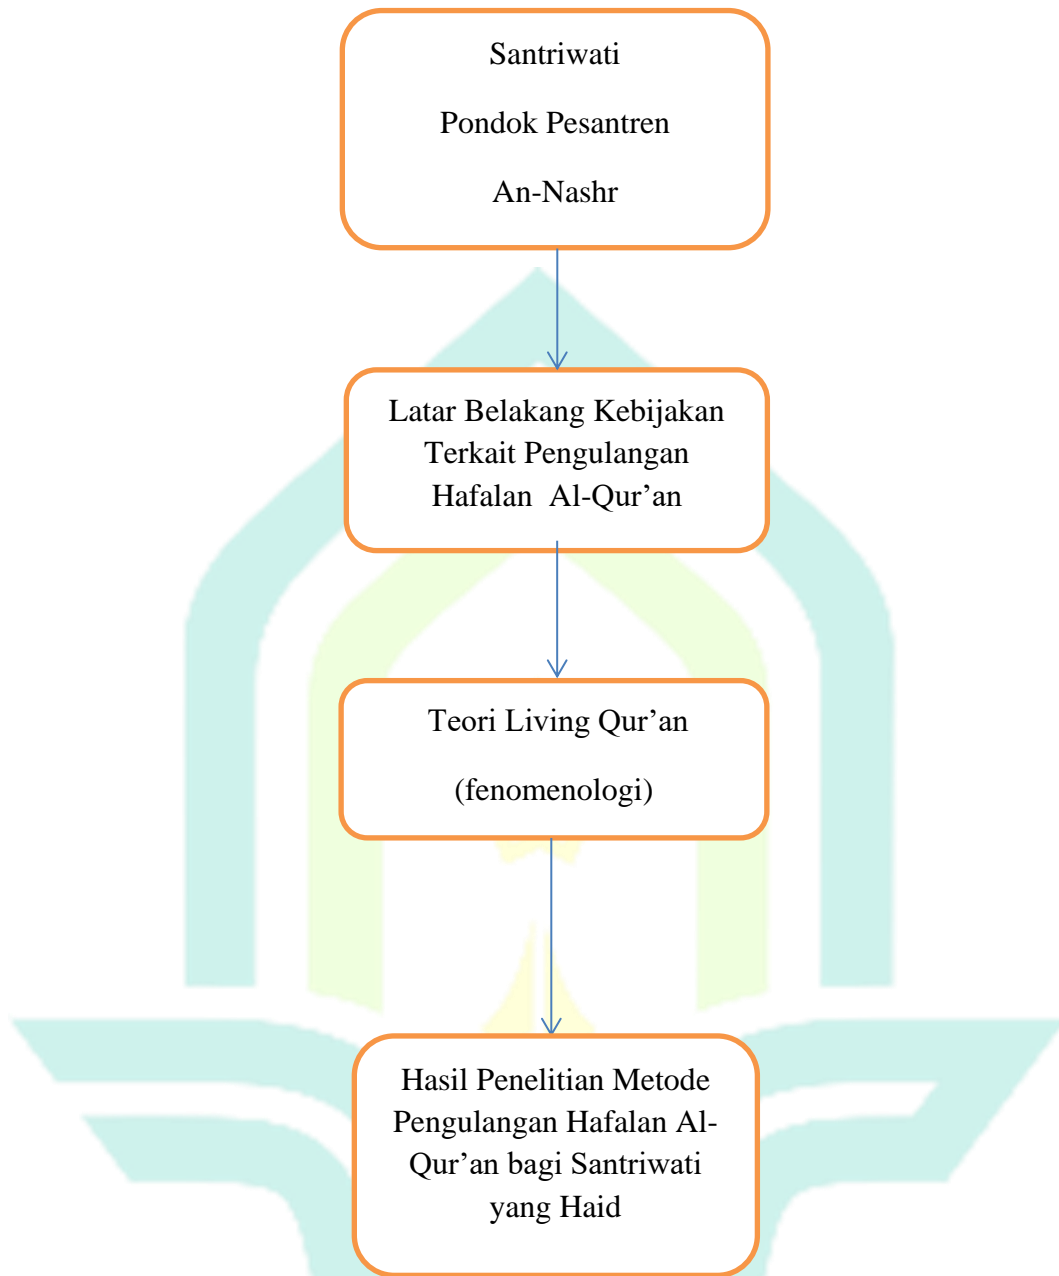 Santriwati
Pondok Pesantren
An-Nashr
Latar Belakang Kebijakan
Terkait Pengulangan
Hafalan  Al-Qur’an
Teori Living Qur’an
(fenomenologi)
Hasil Penelitian Metode
Pengulangan Hafalan Al-
Qur’an bagi Santriwati
yang Haid